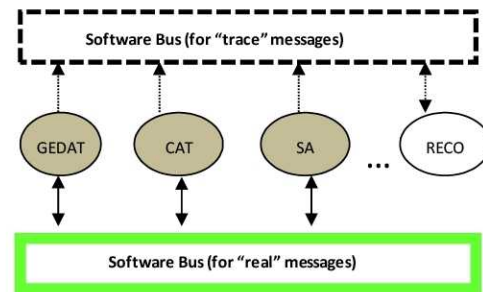 Software Bus (for “trace” messages)
GEDAT
CAT
SA
...
RECO
Software Bus (for “real” messages)